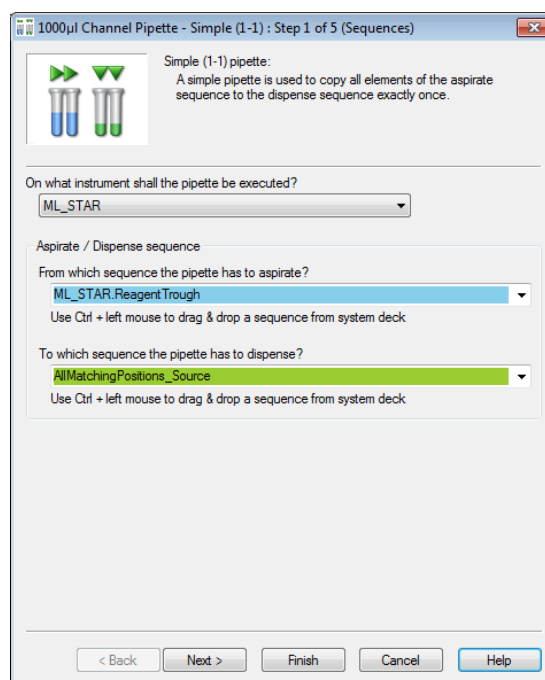 1000µl Channel Pipette - Simple (1-1) : Step 1 of 5 (Sequences)
Simple (1-1) pipette:
A simple pipette is used to copy all elements of the aspirate
sequence to the dispense sequence exactly once.
On what instrument shall the pipette be executed?
ML_STAR
Aspirate / Dispense sequence
From which sequence the pipette has to aspirate?
ML_STAR.ReagentTrough
Use Ctrl + left mouse to drag & drop a sequence from system deck
To which sequence the pipette has to dispense?
AllMatchingPositions_Source
Use Ctrl + left mouse to drag & drop a sequence from system deck
< Back Next > Finish Cancel Help